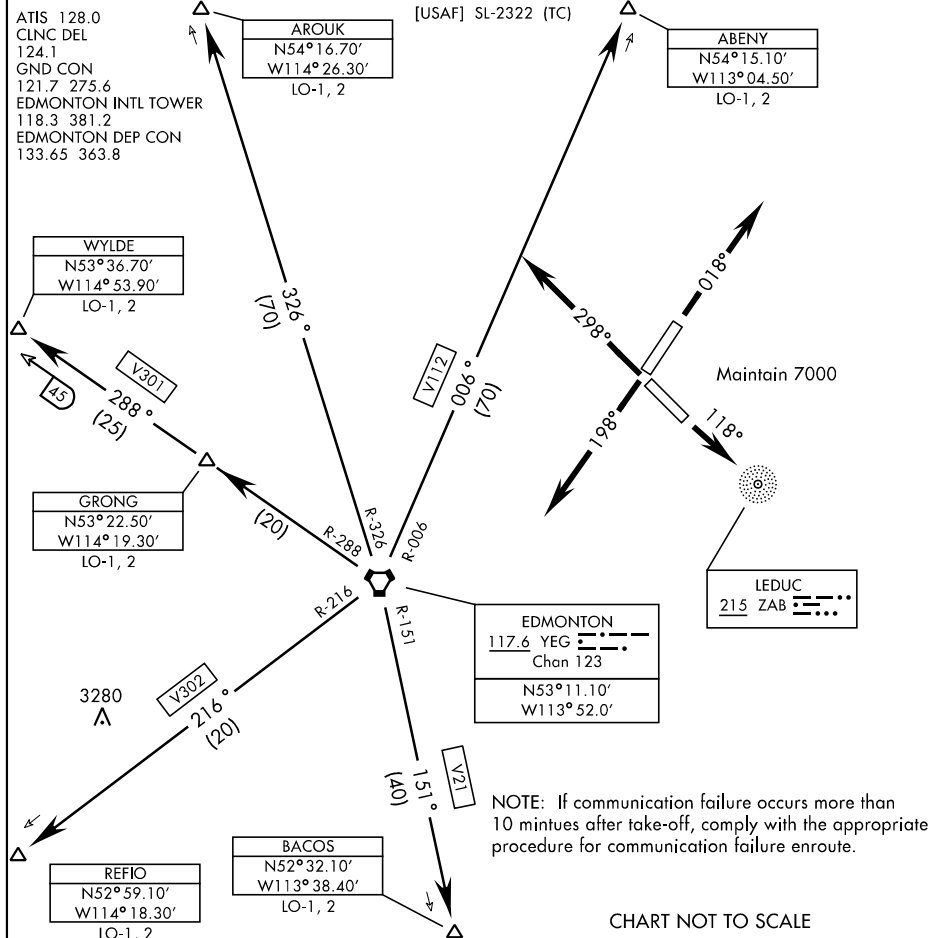 ATIS 128.0
CLNC DEL
124.1
GND CON
121.7 275.6
EDMONTON INTL TOWER
118.3 381.2
EDMONTON DEP CON
133.65 363.8
[USAF] SL-2322 (TC)
AROUK
N54° 16.70'
W114° 26.30'
LO-1, 2
ABENY
N54° 15.10'
W113° 04.50'
LO-1, 2
WYLDE
N53° 36.70'
W114° 53.90'
LO-1, 2
326°
(70)
V112
006°
(70)
018°
298°
198°
118°
Maintain 7000
45
V301
288°
(25)
GRONG
N53° 22.50'
W114° 19.30'
LO-1, 2
(20)
R-288
R-326
R-006
R-216
R-151
LEDUC
215 ZAB
EDMONTON
117.6 YEG
Chan 123
N53° 11.10'
W113° 52.0'
3280
V302
216°
(20)
V21
151°
(40)
NOTE: If communication failure occurs more than
10 mintues after take-off, comply with the appropriate
procedure for communication failure enroute.
REFIO
N52° 59.10'
W114° 18.30'
LO-1, 2
BACOS
N52° 32.10'
W113° 38.40'
LO-1, 2
CHART NOT TO SCALE